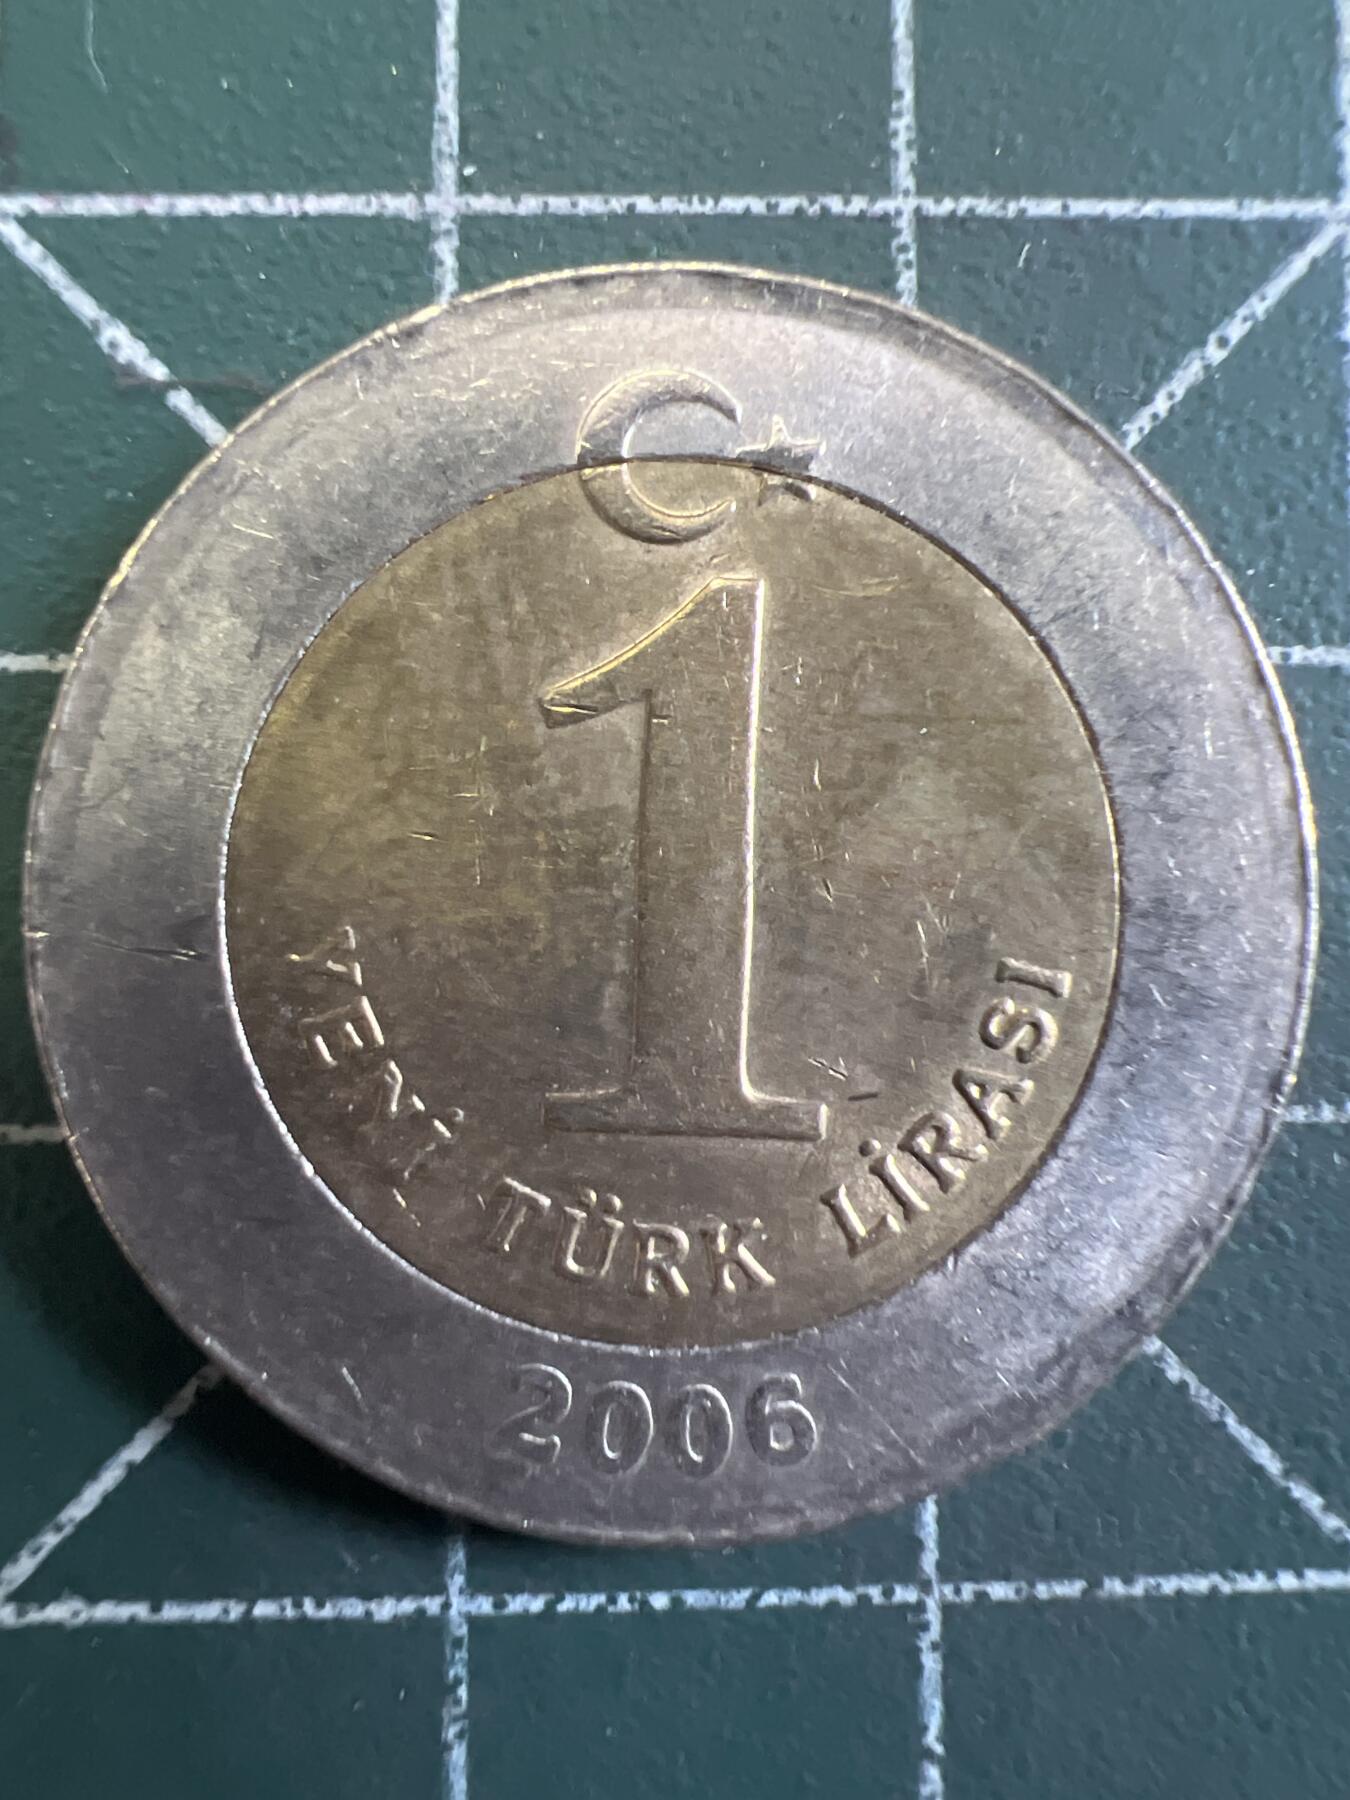 1
YENİ TÜRK LİRASI
2006